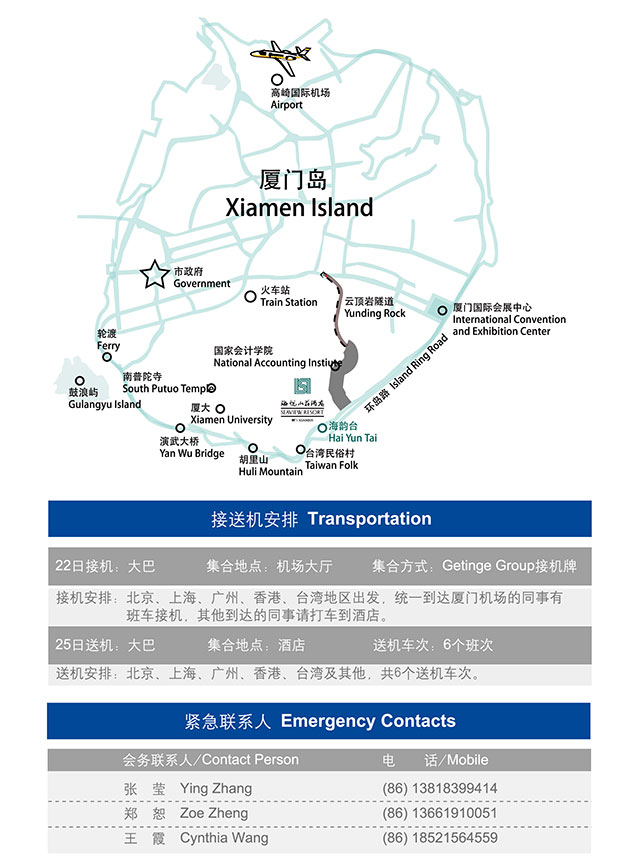 高崎国际机场
Airport
厦门岛
Xiamen Island
市政府
Government
火车站
Train Station
云顶岩隧道
Yunding Rock
厦门国际会展中心
International Convention
and Exhibition Center
轮渡
Ferry
国家会计学院
National Accounting Instiute
环岛路 Island Ring Road
南普陀寺
South Putuo Temple
鼓浪屿
Gulangyu Island
厦大
Xiamen University
海悦山庄酒店
SEAVIEW RESORT
海韵台
Hai Yun Tai
演武大桥
Yan Wu Bridge
胡里山
Huli Mountain
台湾民俗村
Taiwan Folk
接送机安排 Transportation
22日接机：大巴 集合地点：机场大厅 集合方式：Getinge Group接机牌
接机安排：北京、上海、广州、香港、台湾地区出发，统一到达厦门机场的同事有
班车接机，其他到达的同事请打车到酒店。
25日送机：大巴 集合地点：酒店 送机车次：6个班次
送机安排：北京、上海、广州、香港、台湾及其他，共6个送机车次。
紧急联系人 Emergency Contacts
会务联系人/Contact Person 电 话/Mobile
张 莹 Ying Zhang (86) 13818399414
郑 恕 Zoe Zheng (86) 13661910051
王 霞 Cynthia Wang (86) 18521564559